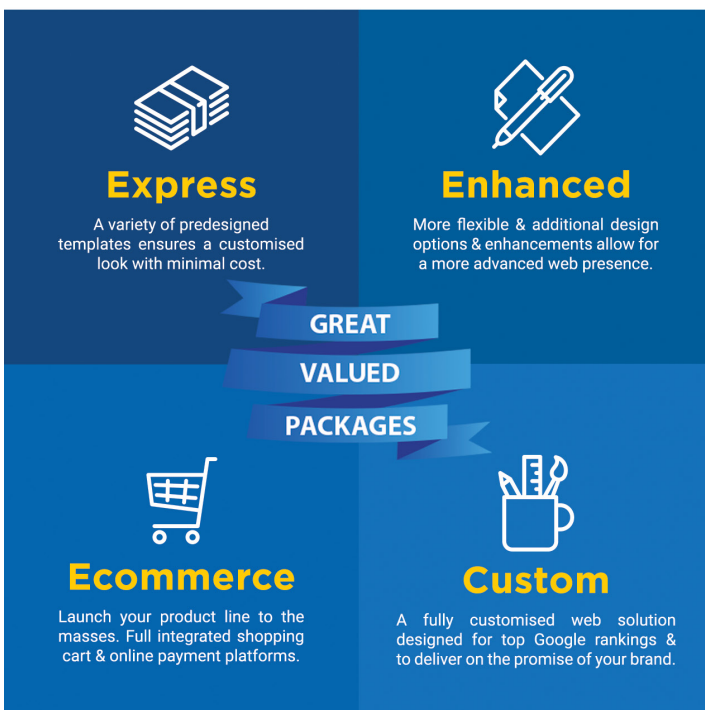 Express
A variety of predesigned
templates ensures a customised
look with minimal cost.
Enhanced
More flexible & additional design
options & enhancements allow for
a more advanced web presence.
GREAT
VALUED
PACKAGES
Ecommerce
Launch your product line to the
masses. Full integrated shopping
cart & online payment platforms.
Custom
A fully customised web solution
designed for top Google rankings &
to deliver on the promise of your brand.